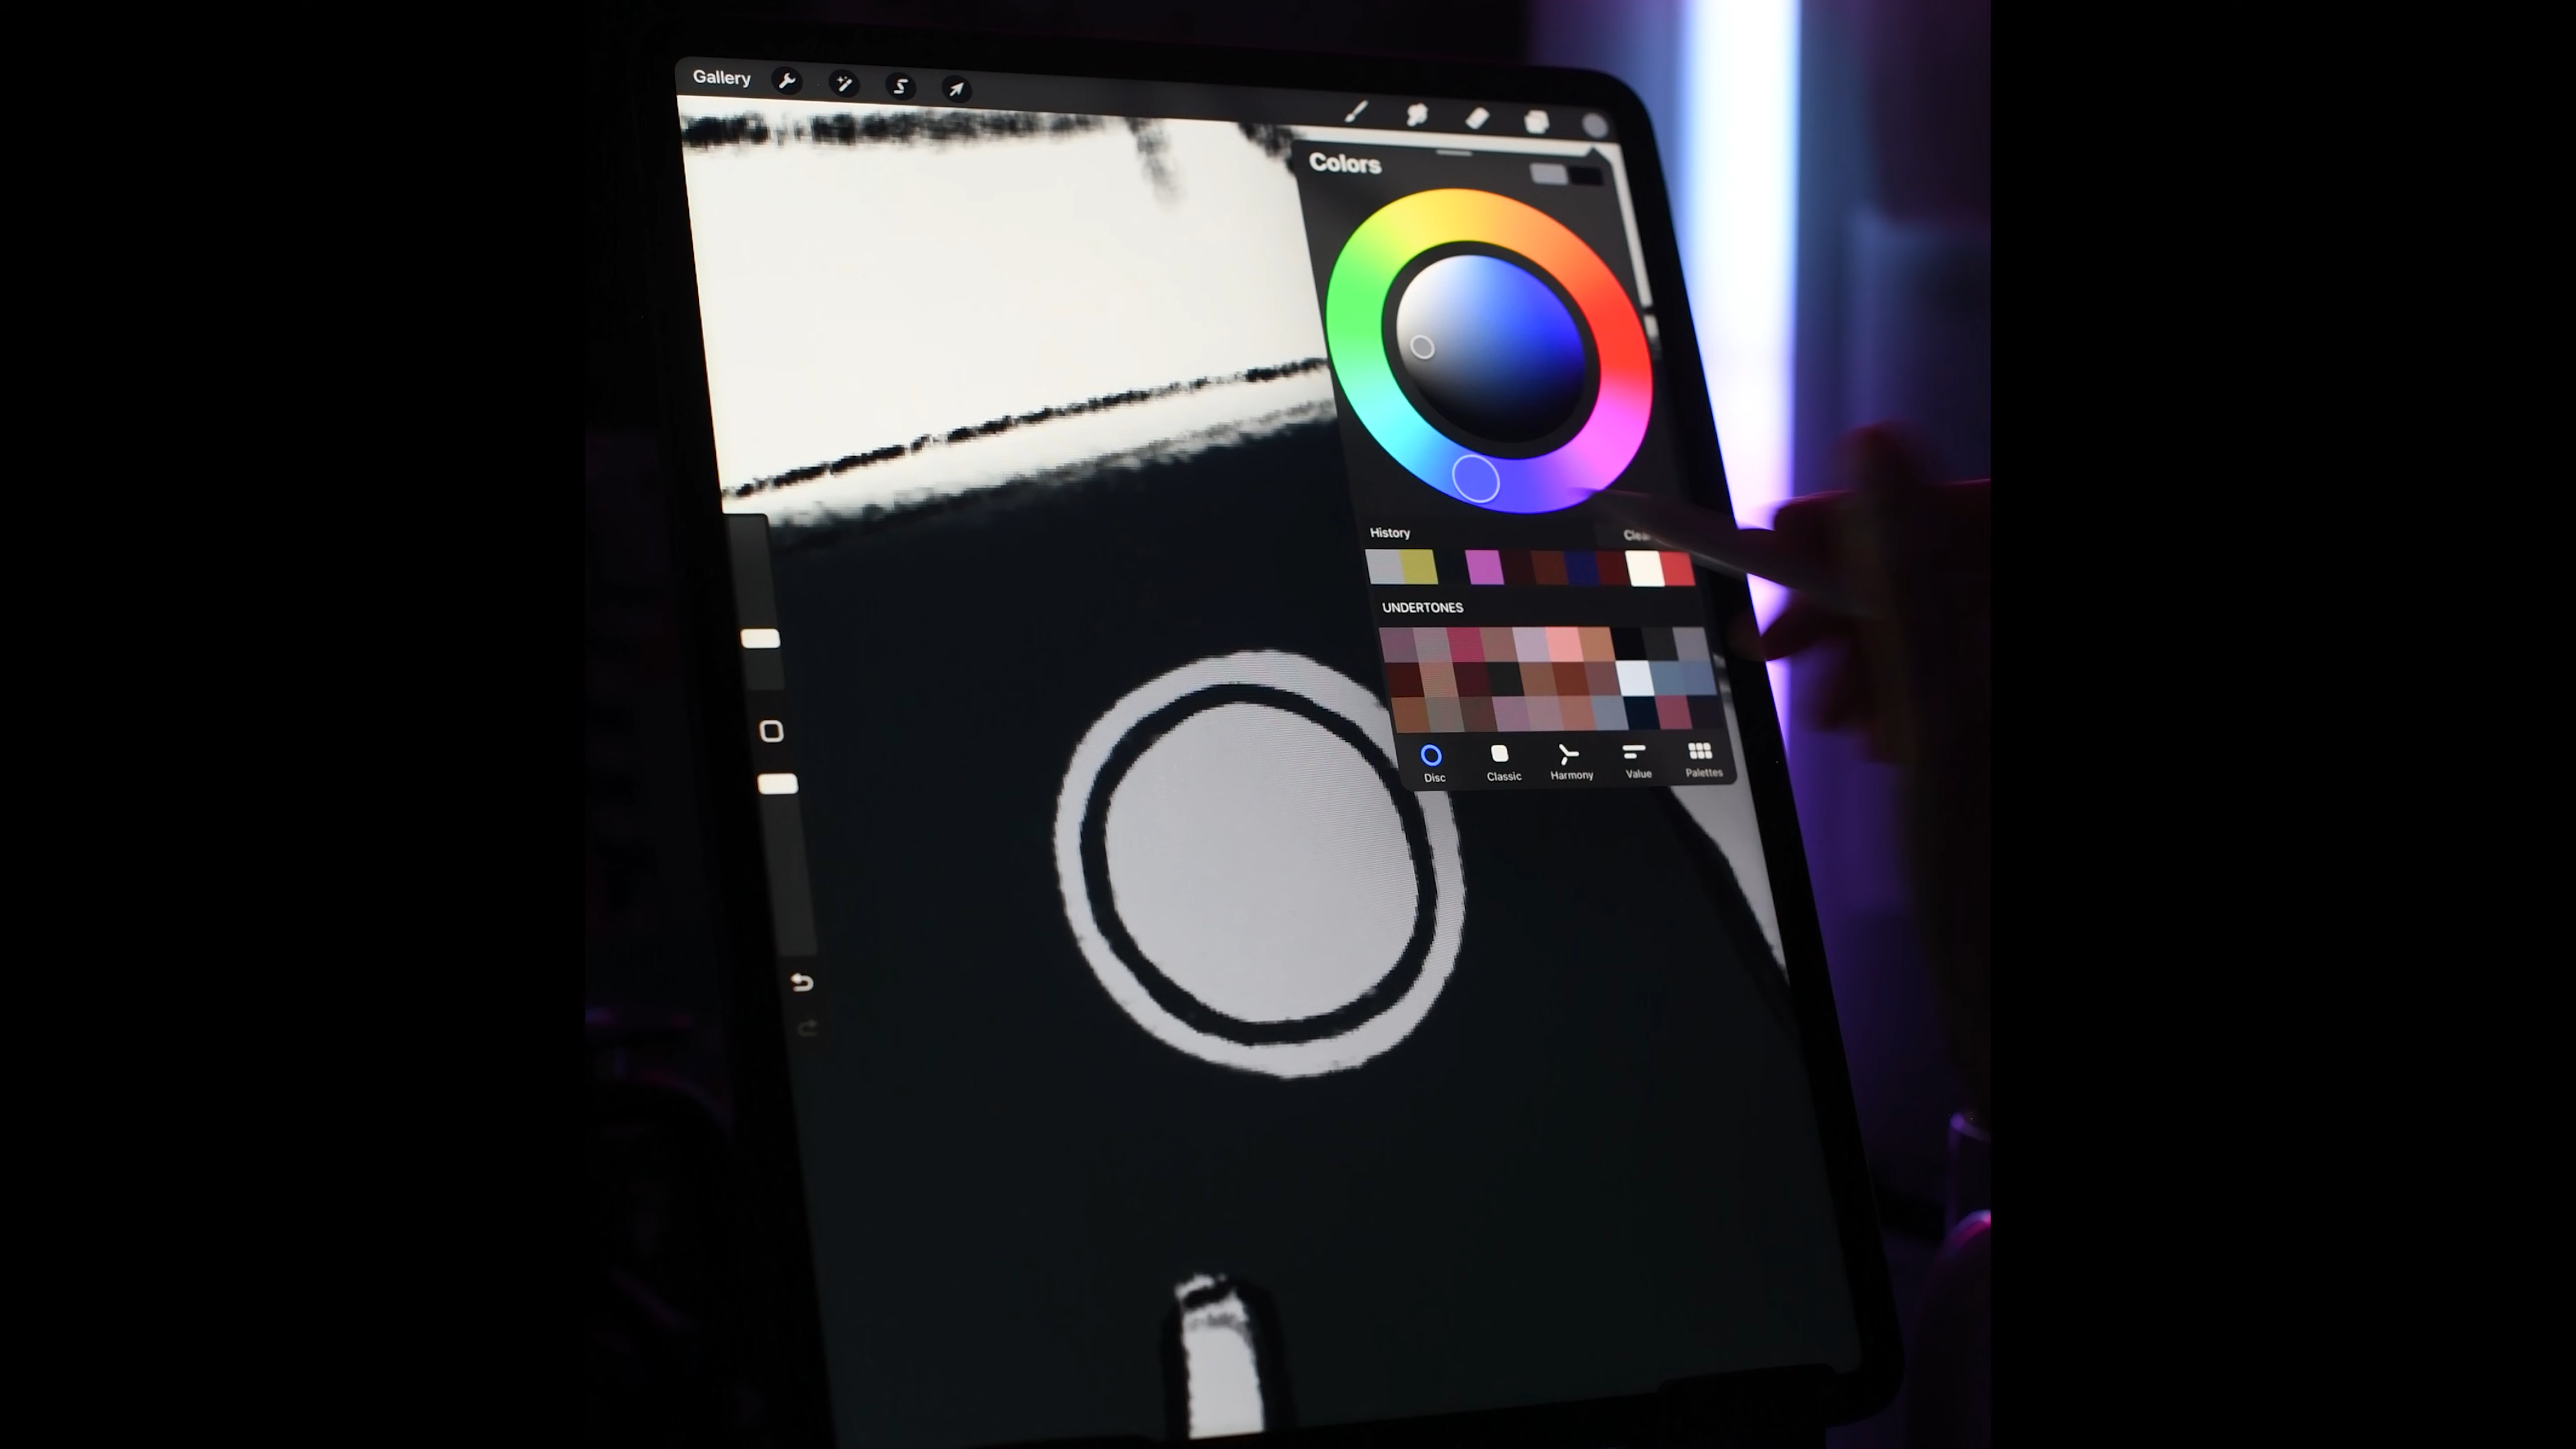 Gallery
Colors
History
UNDERTONES
Disc Classic Harmony Value Palettes